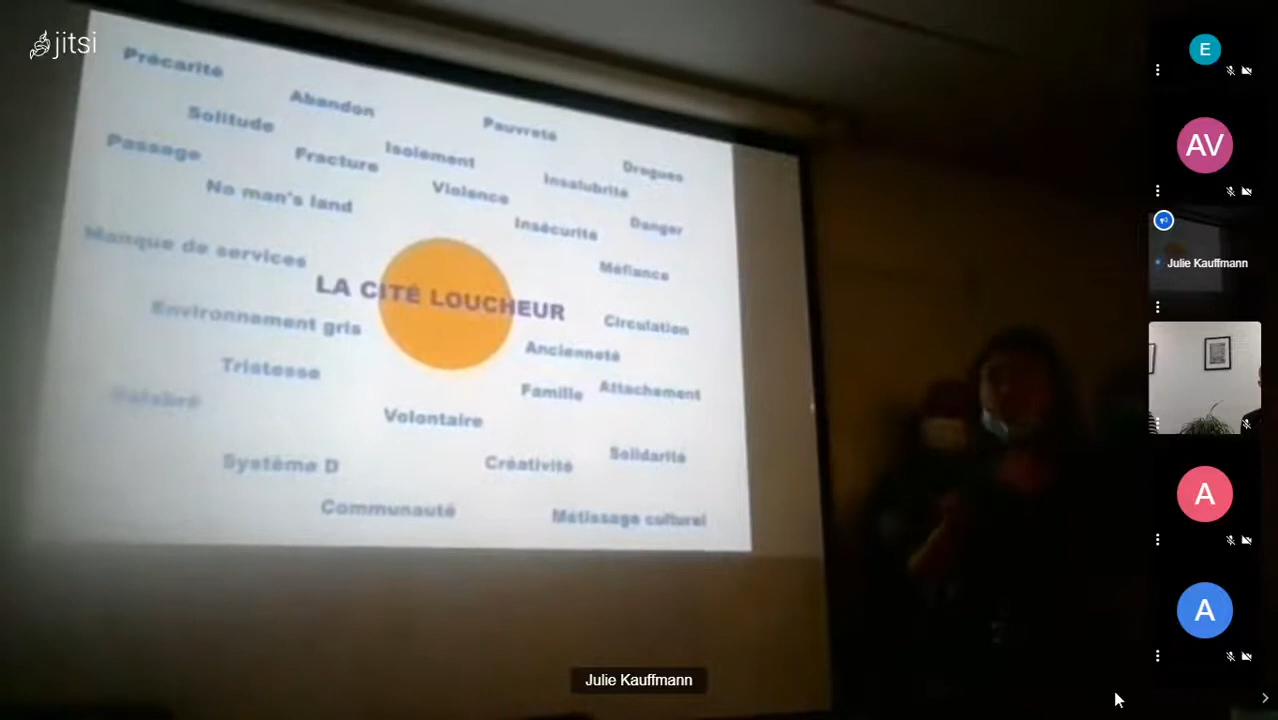 jitsi
Précarité
Abandon
Pauvreté
Solitude
Drogues
Passage
Fracture
Isolement
Insalubrité
No man's land
Violence
Danger
Insécurité
Manque de services
Méfiance
LA CITÉ LOUCHEUR
Environnement gris
Circulation
Ancienneté
Tristesse
Famille
Attachement
Volontaire
Solidarité
Système D
Créativité
Communauté
Métissage culturel
Julie Kauffmann
E
AV
Julie Kauffmann
A
A